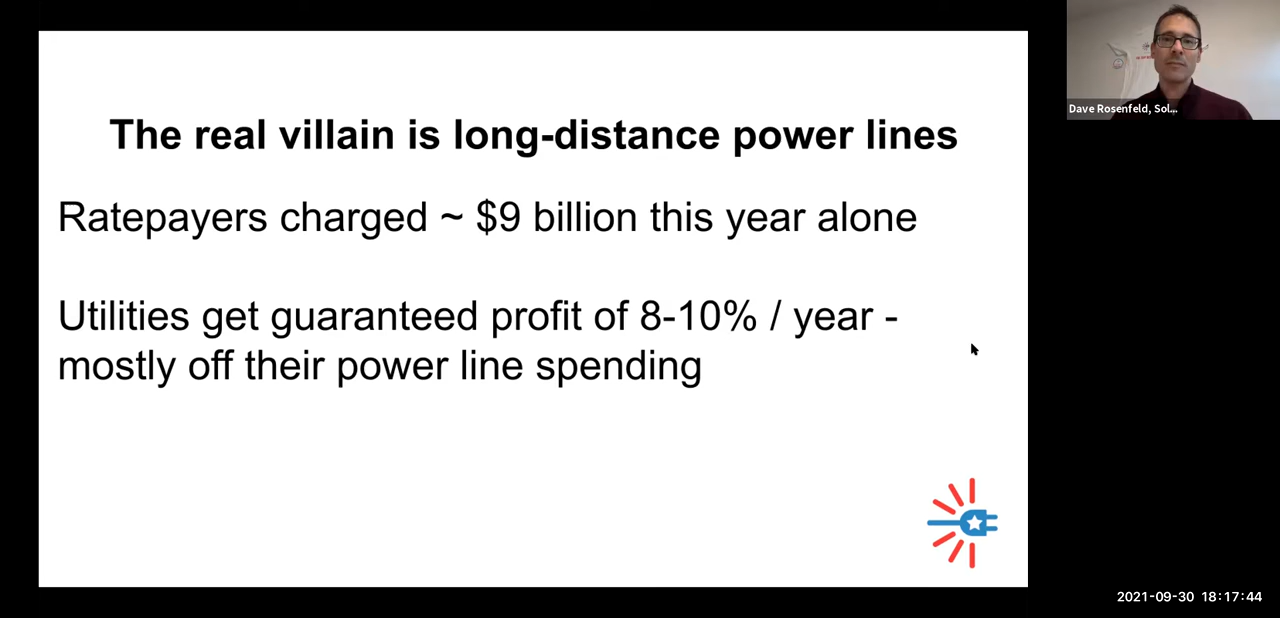 The real villain is long-distance power lines
Ratepayers charged ~ $9 billion this year alone
Utilities get guaranteed profit of 8-10% / year -
mostly off their power line spending
Dave Rosenfeld, Sol...
2021-09-30 18:17:44